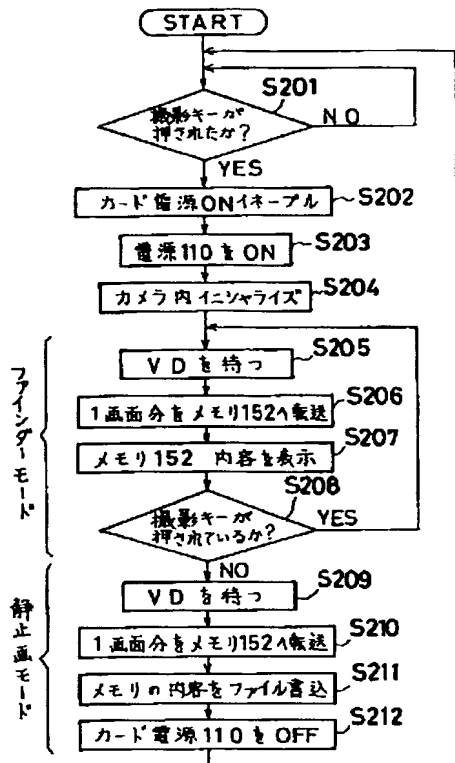 START
S201
撮影キーが
押されたか?
NO
YES
カード電源ONイネーブル
S202
電源110をON
S203
カメラ内イニシャライズ
S204
ファインダーモード
VDを待つ
S205
1画面分をメモリ152へ転送
S206
メモリ152 内容を表示
S207
撮影キーが
押されているか?
S208
YES
NO
静止画モード
VDを待つ
S209
1画面分をメモリ152へ転送
S210
メモリの内容をファイル書込
S211
カード電源110をOFF
S212